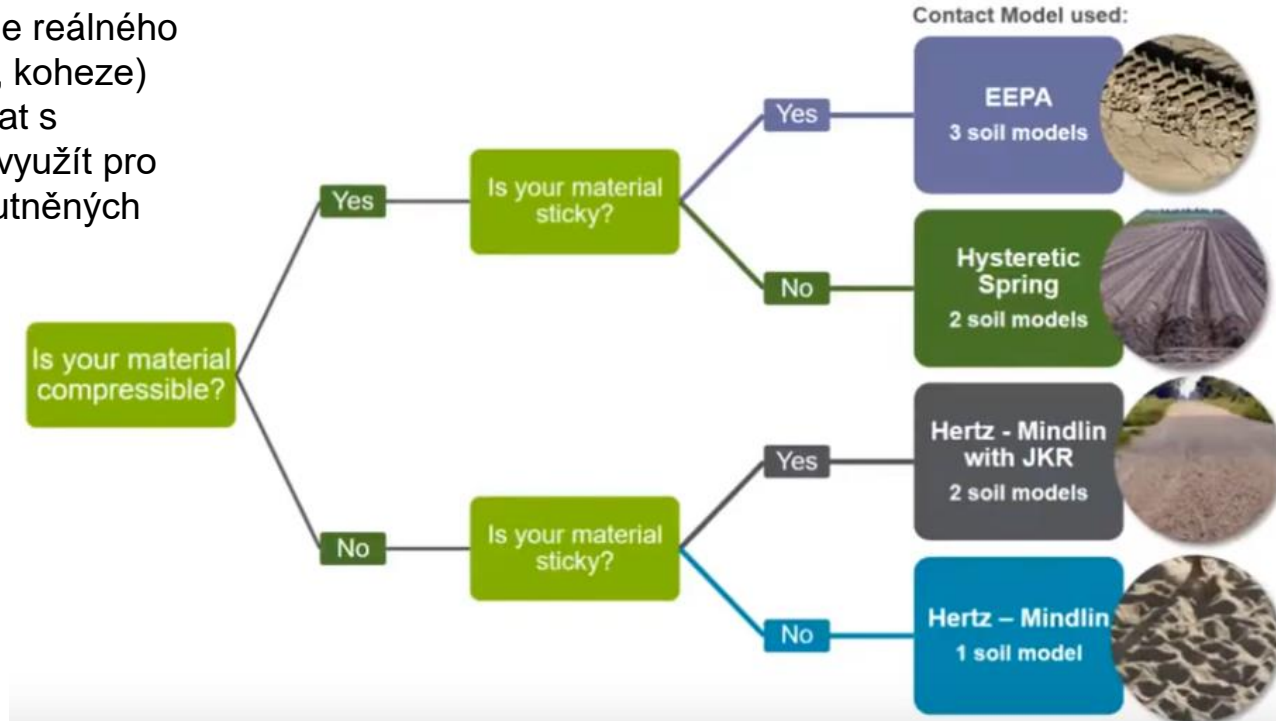 e reálného
koheze)
at s
využít pro
utněných
Contact Model used:
EEPA
3 soil models
Yes
Is your material
sticky?
Yes
No
Hysteretic
Spring
2 soil models
Is your material
compressible?
Hertz - Mindlin
with JKR
2 soil models
Yes
No
Is your material
sticky?
No
Hertz – Mindlin
1 soil model